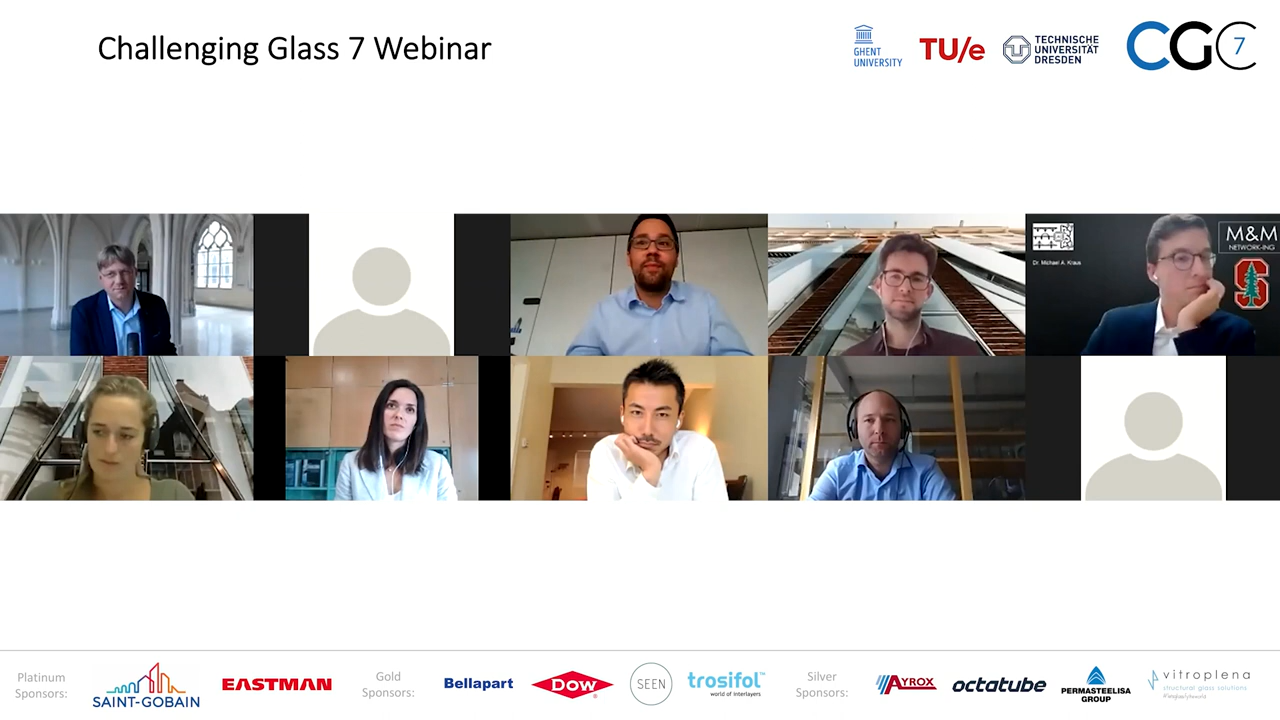 Challenging Glass 7 Webinar
GHENT
UNIVERSITY
TU/e
TECHNISCHE
UNIVERSITÄT
DRESDEN
CGC
7
Dr. Michael A. Kraus
M&M
NETWORK-ING
S
Platinum
Sponsors:
SAINT-GOBAIN
EASTMAN
Gold
Sponsors:
Bellapart
DOW
SEEN
trosifol™
world of interlayers
Silver
Sponsors:
AYROX
octatube
PERMASTEELISA
GROUP
vitroplena
structural glass solutions